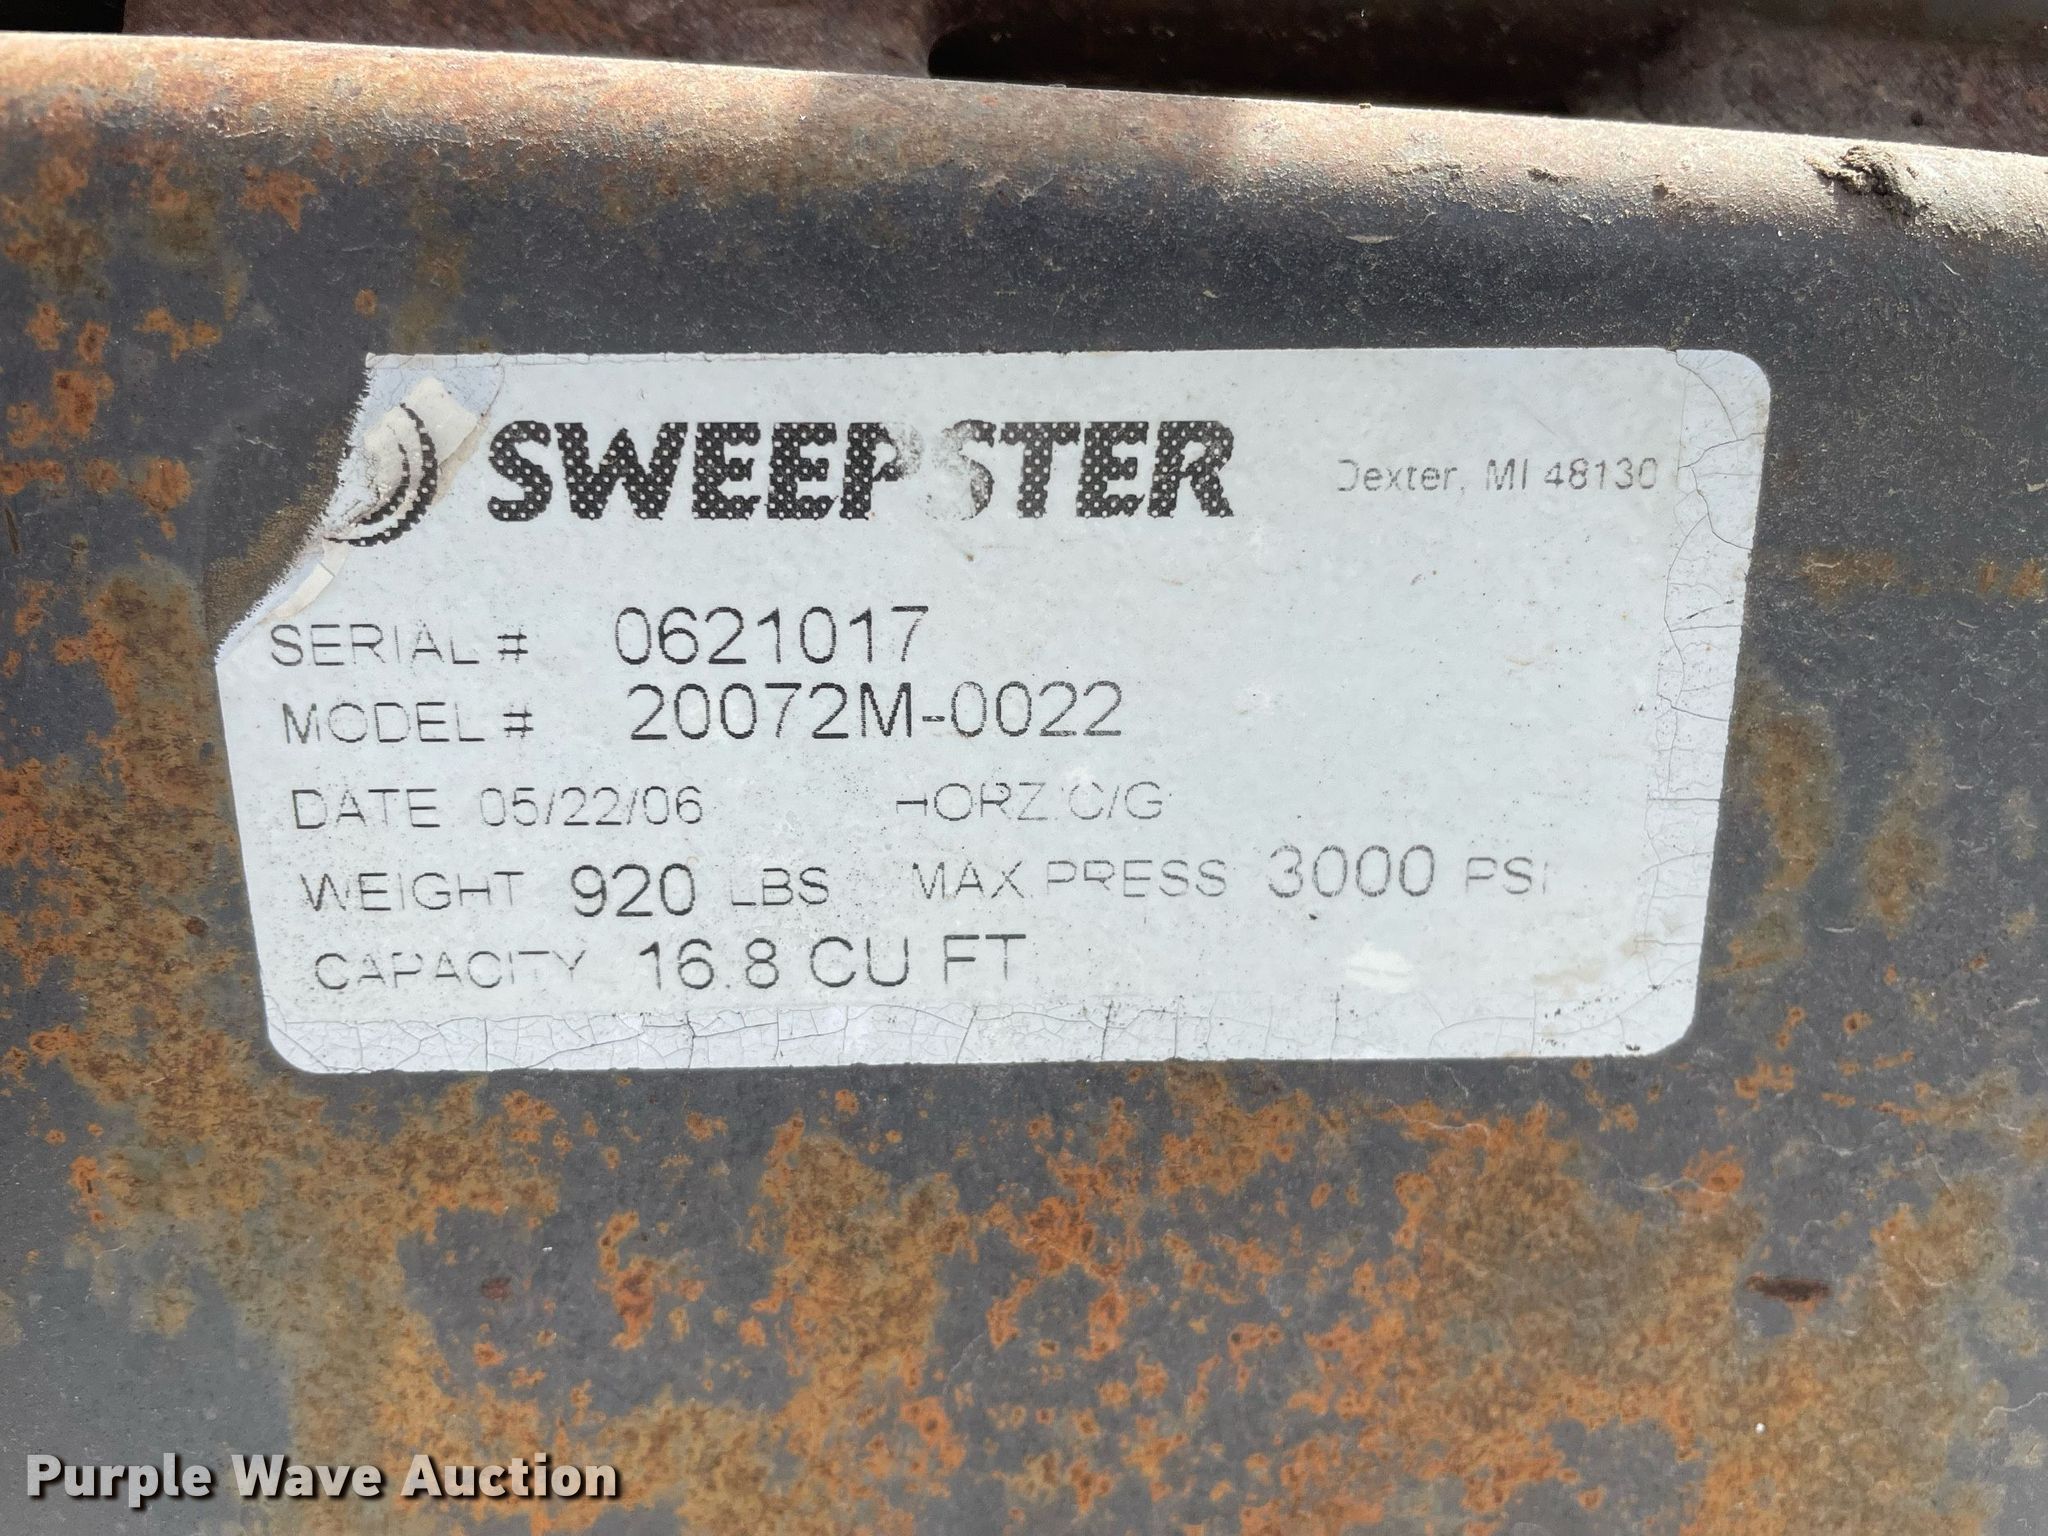 SWEEPSTER Dexter, MI 48130
SERIAL # 0621017
MODEL # 20072M-0022
DATE 05/22/06 HORZ C/G
WEIGHT 920 LBS MAX PRESS 3000 PSI
CAPACITY 16.8 CU FT
Purple Wave Auction